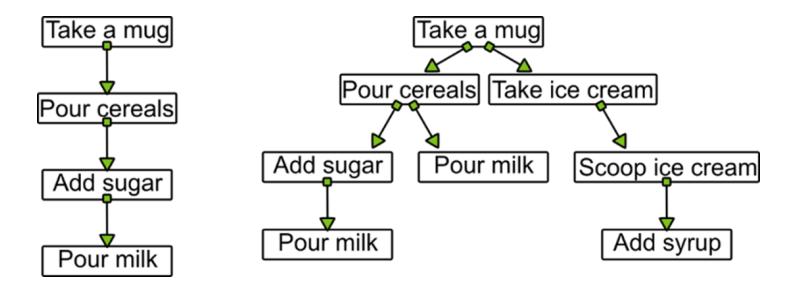 Take a mug
Pour cereals
Add sugar
Pour milk
Take a mug
Pour cereals
Take ice cream
Add sugar
Pour milk
Scoop ice cream
Pour milk
Add syrup